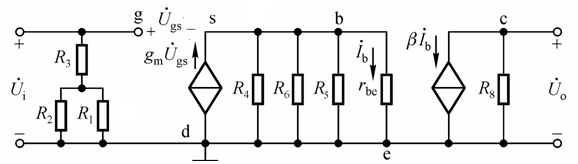 + g + U̇gs − s b c +
gmU̇gs İb βİb
R3
U̇i R2 R1 R4 R6 R5 rbe R8 U̇o
− d e −